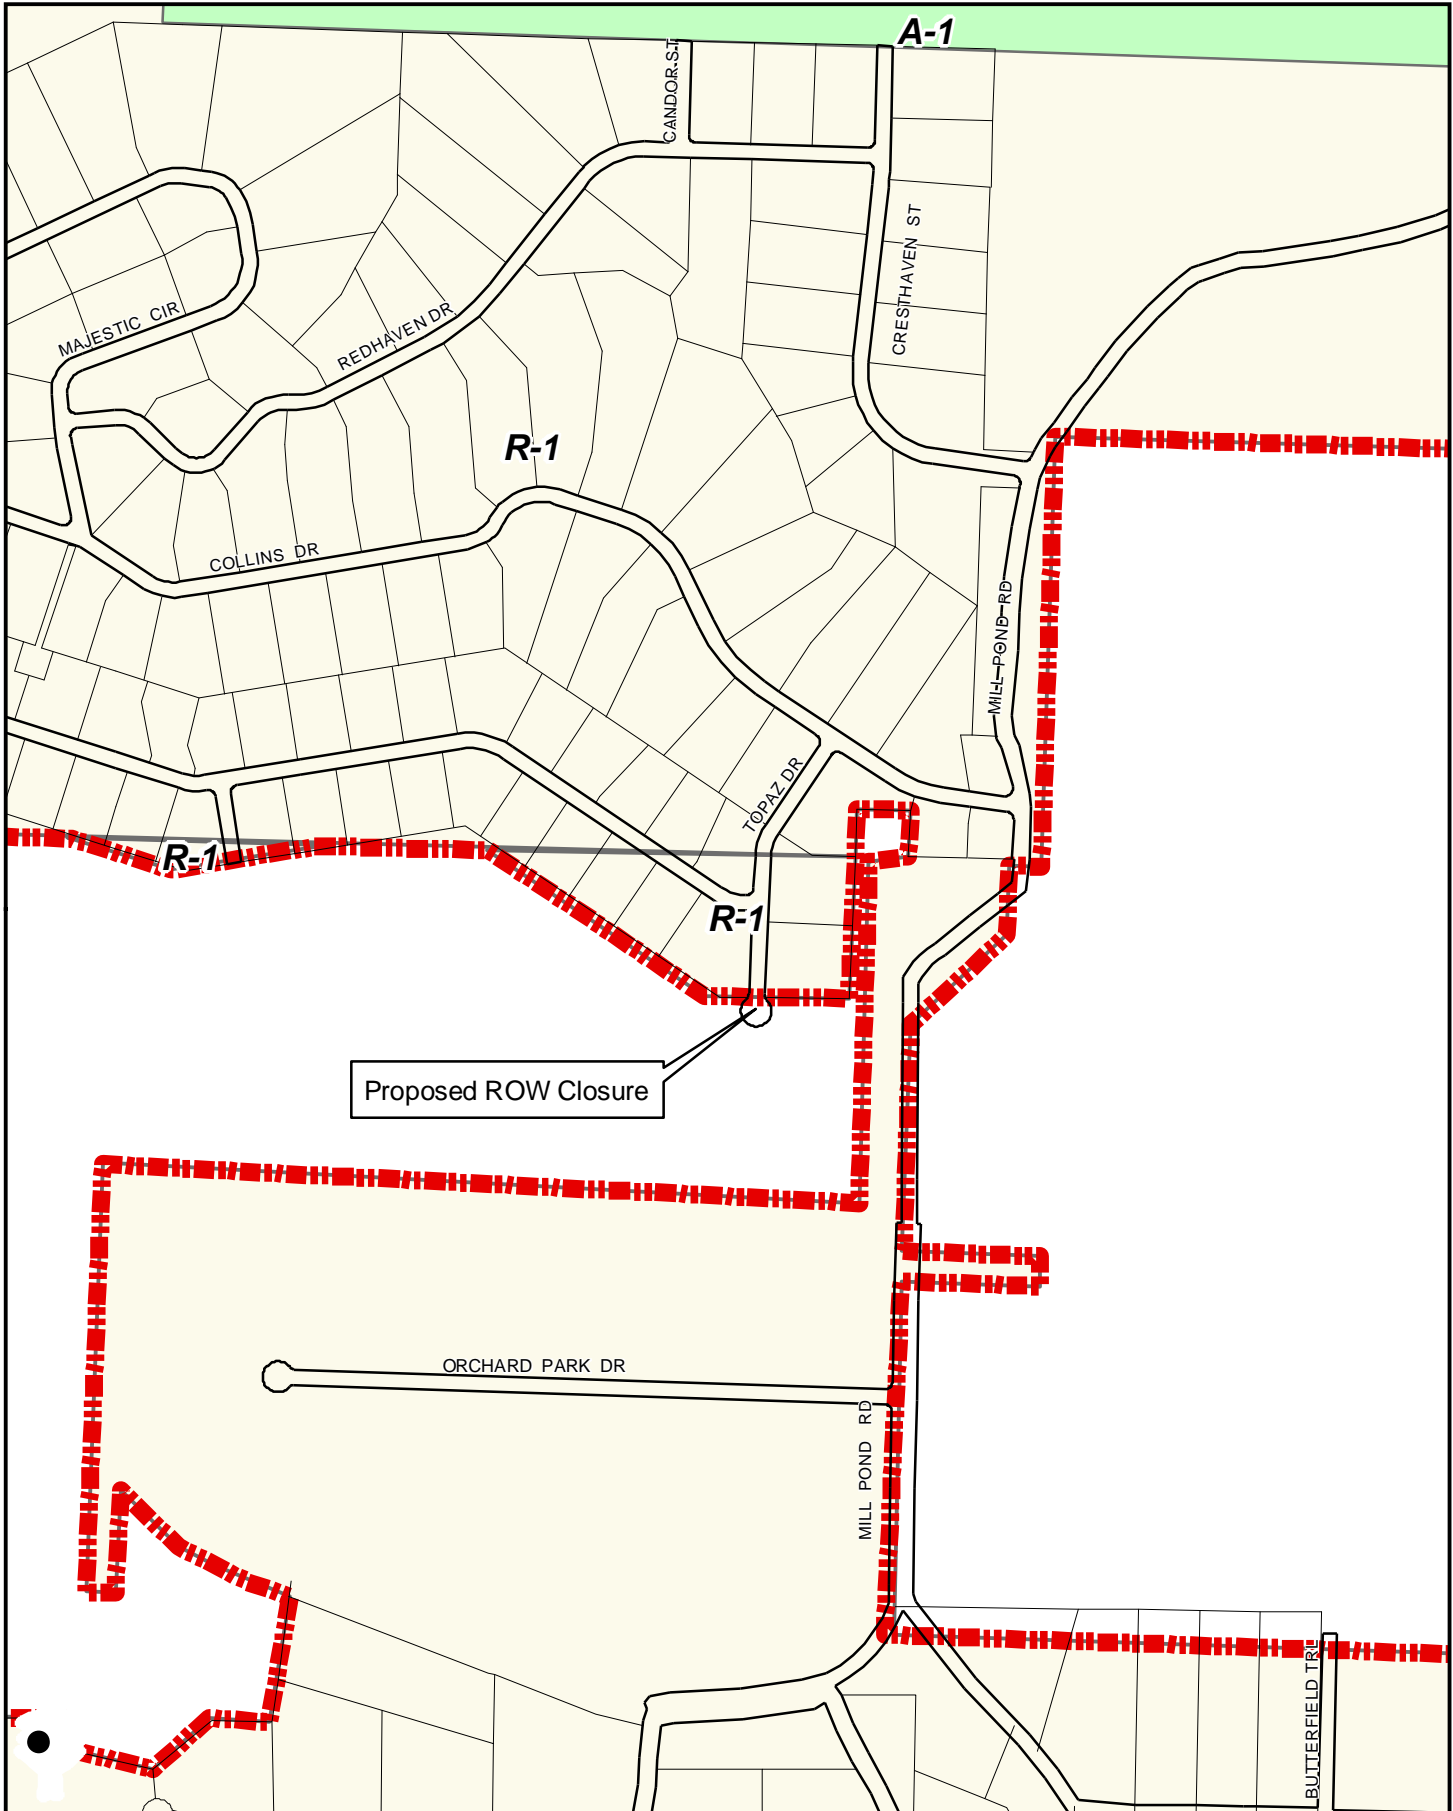 A-1
CANDOR ST
CRESTHAVEN ST
MAJESTIC CIR
REDHAVEN DR
R-1
COLLINS DR
MILL POND RD
TOPAZ DR
R-1
R-1
Proposed ROW Closure
ORCHARD PARK DR
MILL POND RD
BUTTERFIELD TRL